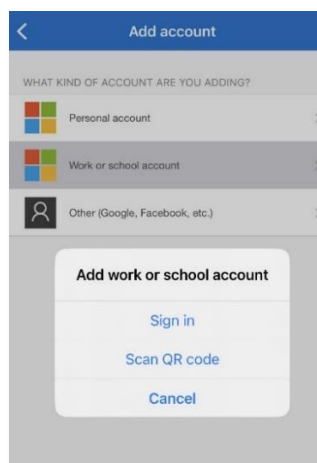 Add account
WHAT KIND OF ACCOUNT ARE YOU ADDING?
Personal account
Work or school account
Other (Google, Facebook, etc.)
Add work or school account
Sign in
Scan QR code
Cancel